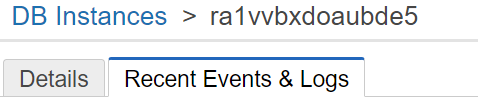 DB Instances > ra1vvbxdoaubde5
Details Recent Events & Logs